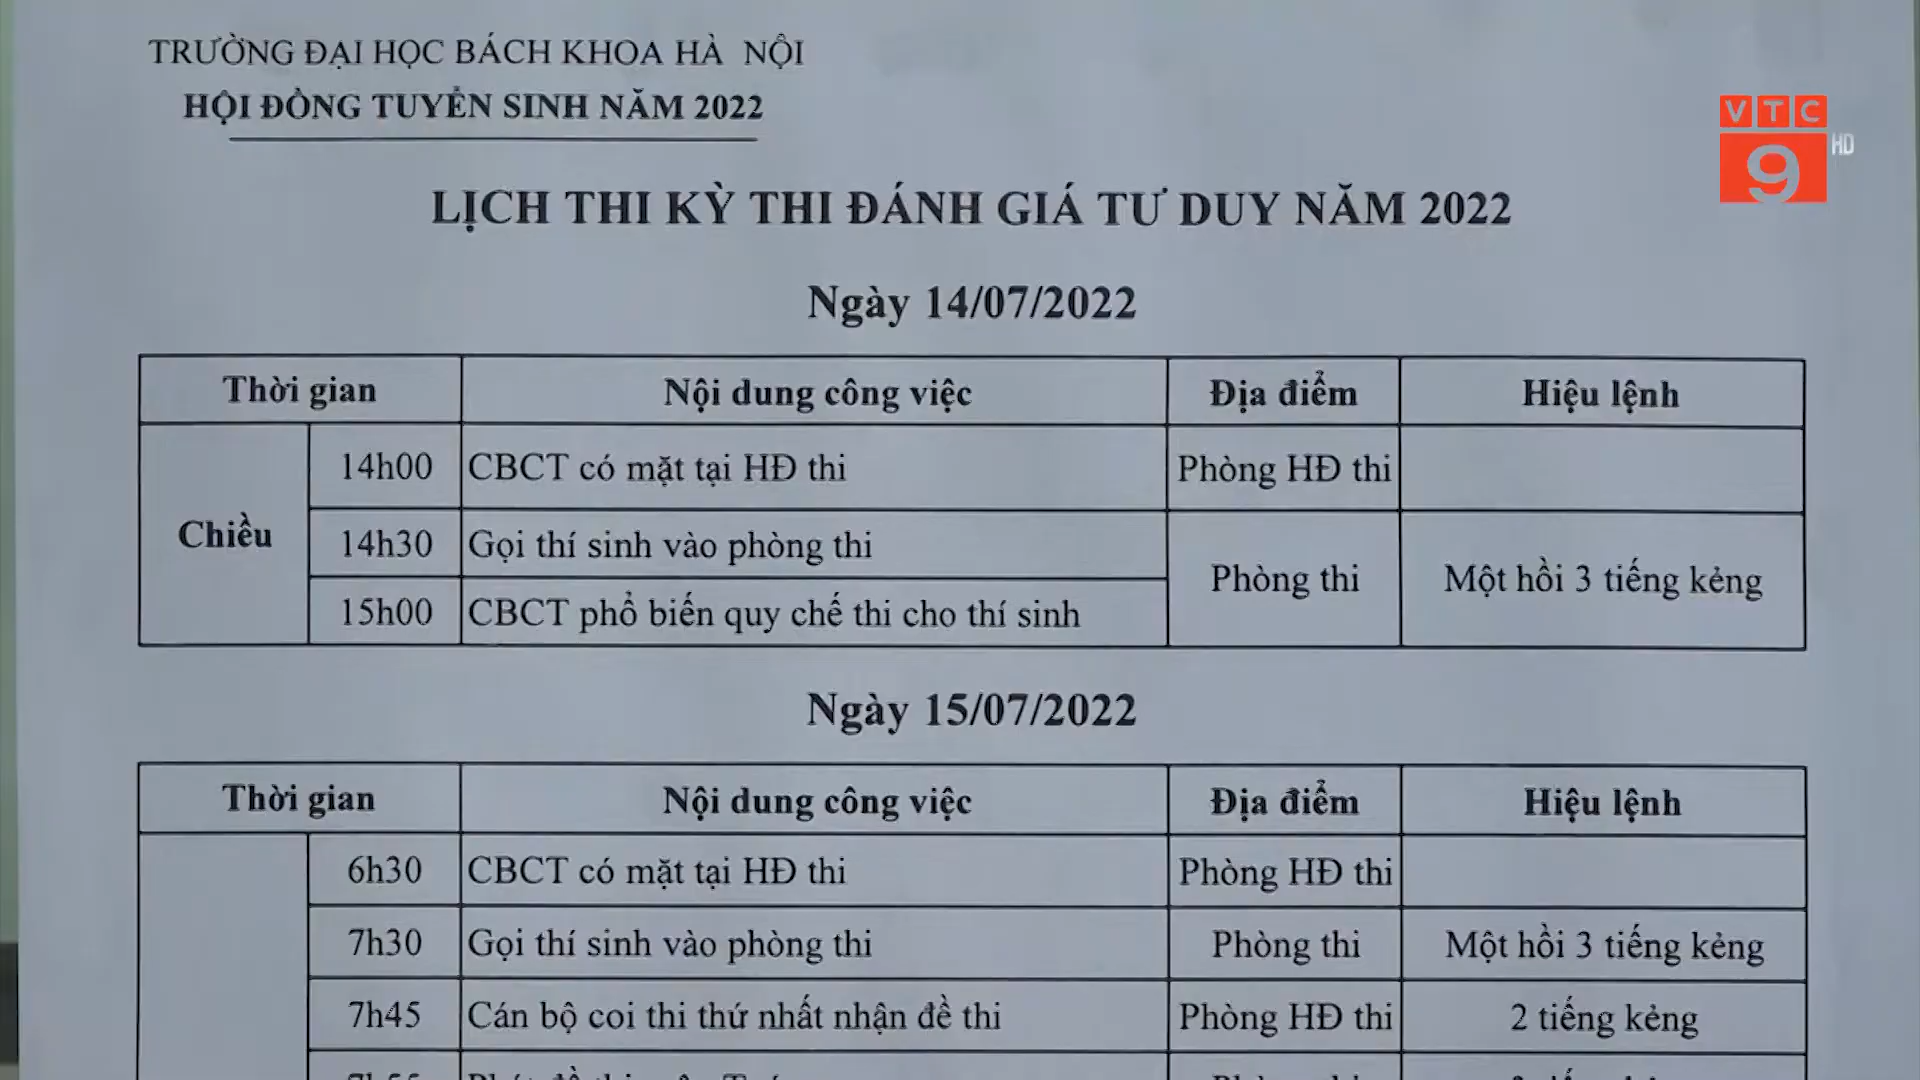 TRƯỜNG ĐẠI HỌC BÁCH KHOA HÀ NỘI
HỘI ĐỒNG TUYỂN SINH NĂM 2022
VTC
9
HD
LỊCH THI KỲ THI ĐÁNH GIÁ TƯ DUY NĂM 2022
Ngày 14/07/2022
Thời gian Nội dung công việc Địa điểm Hiệu lệnh
Chiều
14h00 CBCT có mặt tại HĐ thi Phòng HĐ thi
14h30 Gọi thí sinh vào phòng thi
Phòng thi Một hồi 3 tiếng kẻng
15h00 CBCT phổ biến quy chế thi cho thí sinh
Ngày 15/07/2022
Thời gian Nội dung công việc Địa điểm Hiệu lệnh
6h30 CBCT có mặt tại HĐ thi Phòng HĐ thi
7h30 Gọi thí sinh vào phòng thi Phòng thi Một hồi 3 tiếng kẻng
7h45 Cán bộ coi thi thứ nhất nhận đề thi Phòng HĐ thi 2 tiếng kẻng